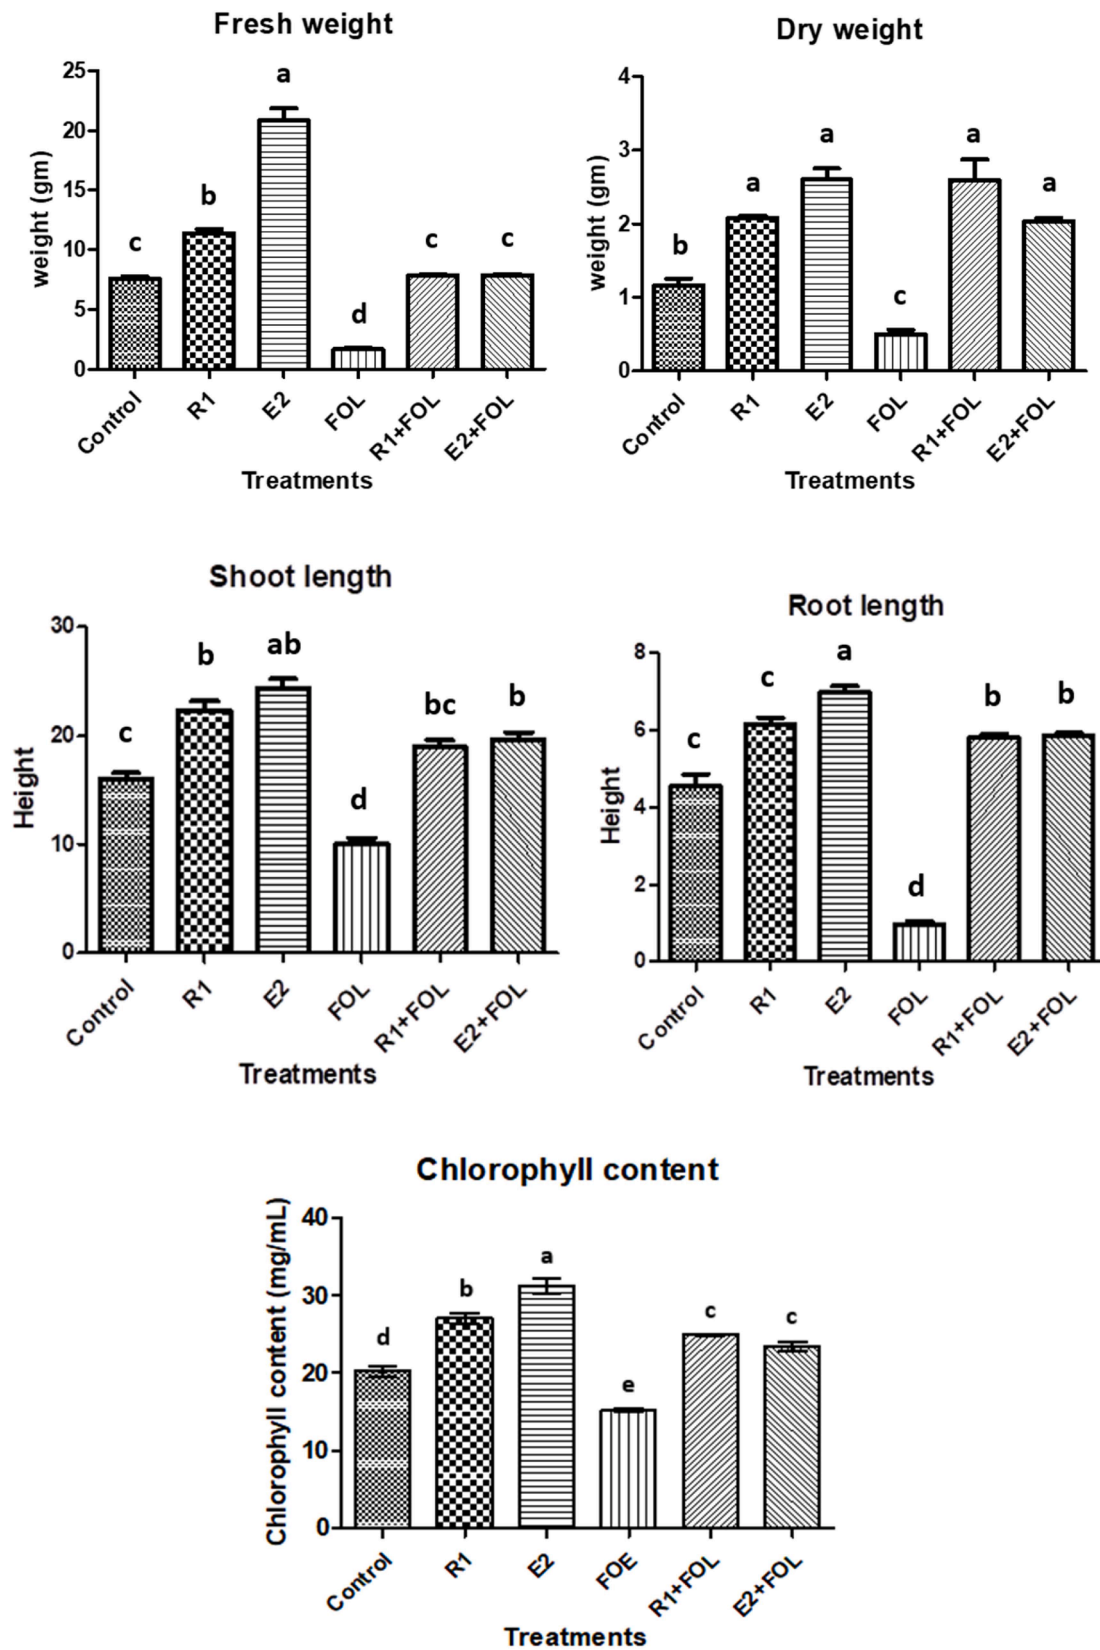 Fresh weight
weight (gm)
25
20
15
10
5
0
c
b
a
d
c
c
Control
R1
E2
FOL
R1+FOL
E2+FOL
Treatments
Dry weight
weight (gm)
4
3
2
1
0
b
a
a
c
a
a
Control
R1
E2
FOL
R1+FOL
E2+FOL
Treatments
Shoot length
Height
30
20
10
0
c
b
ab
d
bc
b
Control
R1
E2
FOL
R1+FOL
E2+FOL
Treatments
Root length
Height
8
6
4
2
0
c
c
a
d
b
b
Control
R1
E2
FOL
R1+FOL
E2+FOL
Treatments
Chlorophyll content
Chlorophyll content (mg/mL)
40
30
20
10
0
d
b
a
e
c
c
Control
R1
E2
FOE
R1+FOL
E2+FOL
Treatments